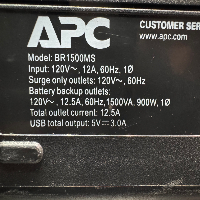 APC
CUSTOMER SER
www.apc.com
Model: BR1500MS
Input: 120V~, 12A, 60Hz, 1Ø
Surge only outlets: 120V~, 60Hz
Battery backup outlets:
120V~, 12.5A, 60Hz,1500VA, 900W, 1Ø
Total outlet current: 12.5A
USB total output: 5V⎓3.0A